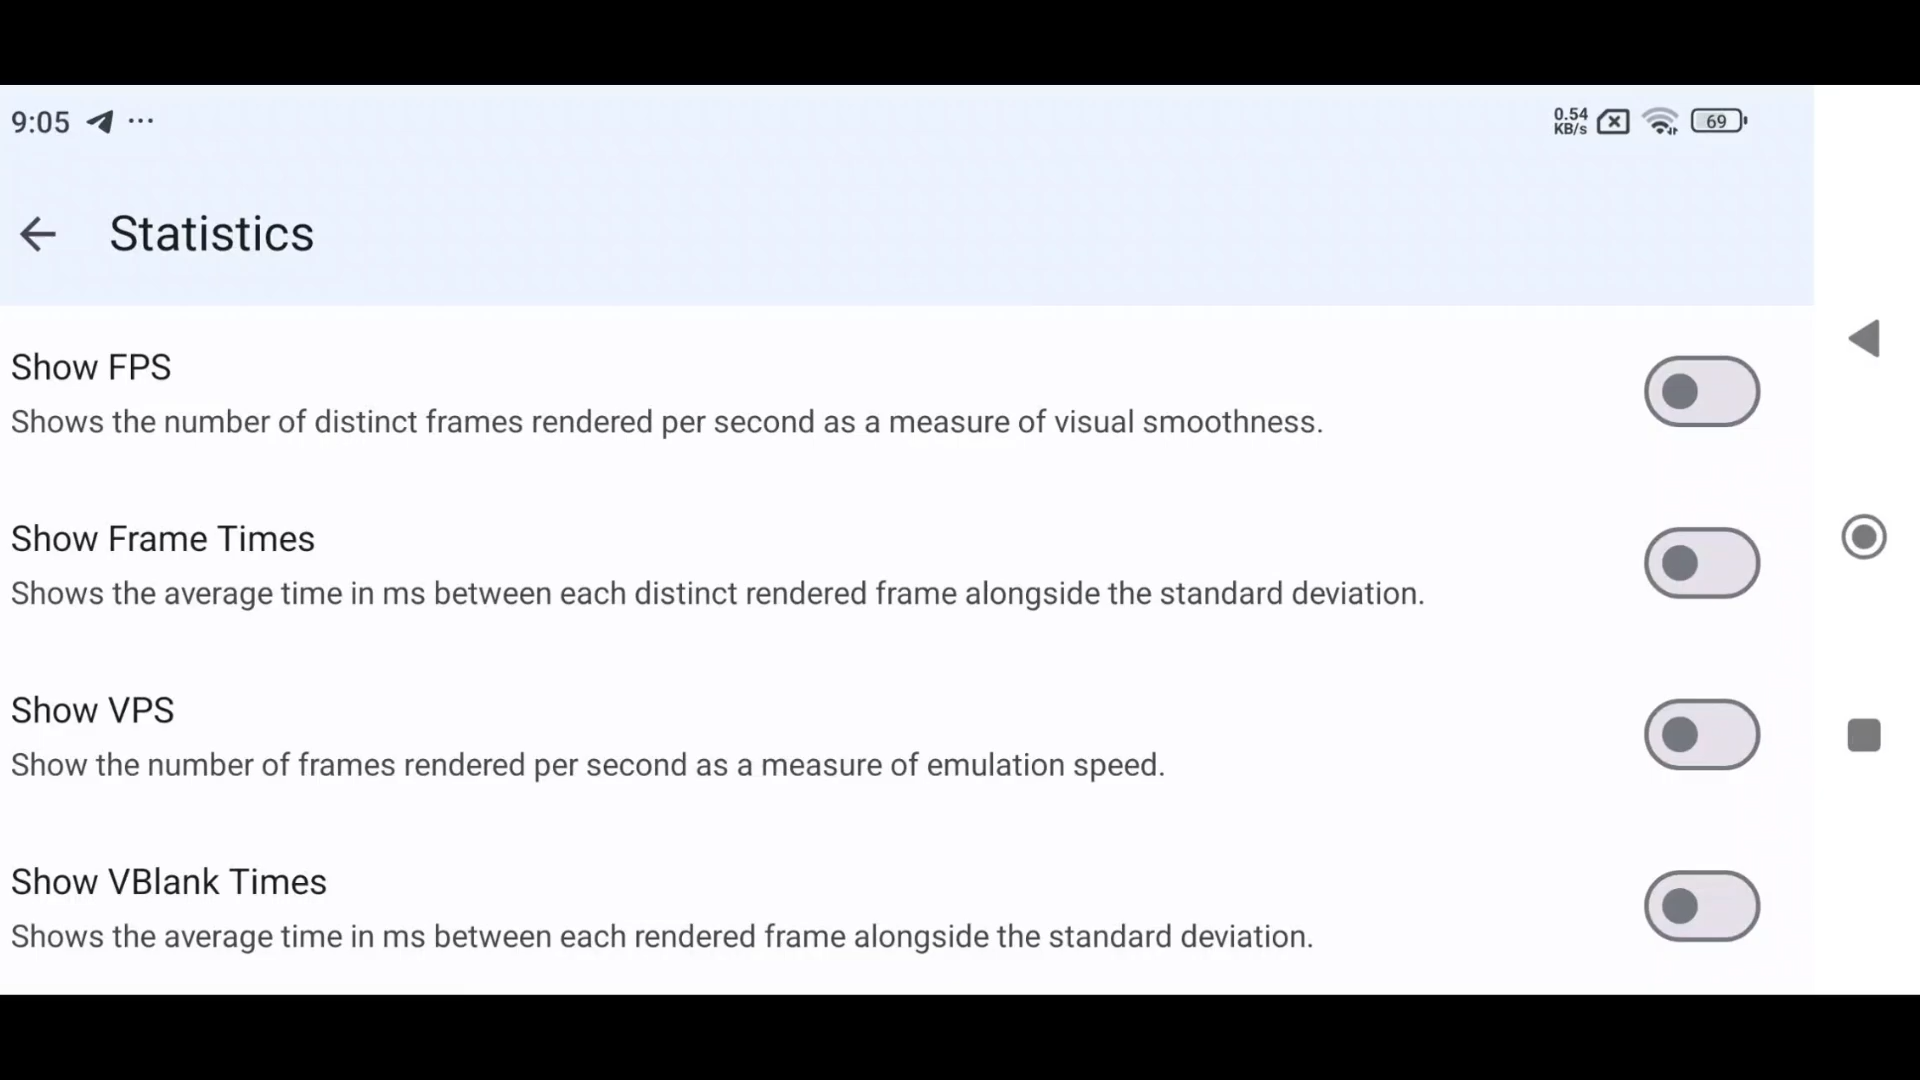 9:05 ...
0.54
KB/s
69
Statistics
Show FPS
Shows the number of distinct frames rendered per second as a measure of visual smoothness.
Show Frame Times
Shows the average time in ms between each distinct rendered frame alongside the standard deviation.
Show VPS
Show the number of frames rendered per second as a measure of emulation speed.
Show VBlank Times
Shows the average time in ms between each rendered frame alongside the standard deviation.